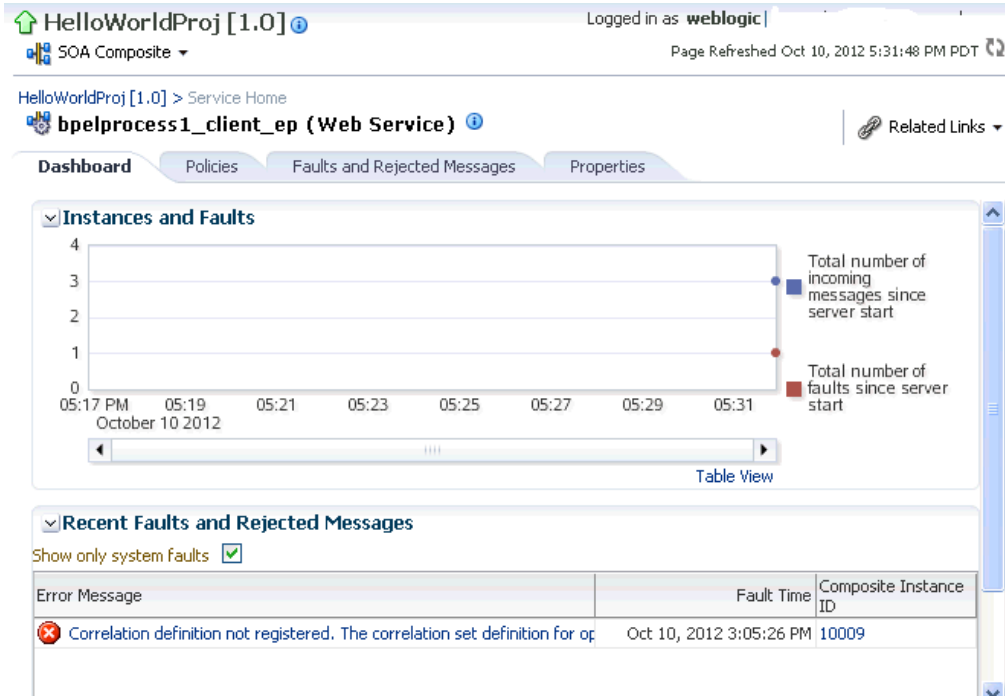 HelloWorldProj [1.0]
Logged in as weblogic|
SOA Composite
Page Refreshed Oct 10, 2012 5:31:48 PM PDT
HelloWorldProj [1.0] > Service Home
bpelprocess1_client_ep (Web Service)
Related Links
Dashboard Policies Faults and Rejected Messages Properties
Instances and Faults
4
3
2
1
0
05:17 PM 05:19 05:21 05:23 05:25 05:27 05:29 05:31
October 10 2012
Total number of
incoming
messages since
server start
Total number of
faults since server
start
Table View
Recent Faults and Rejected Messages
Show only system faults
Error Message Fault Time Composite Instance
ID
Correlation definition not registered. The correlation set definition for op Oct 10, 2012 3:05:26 PM 10009